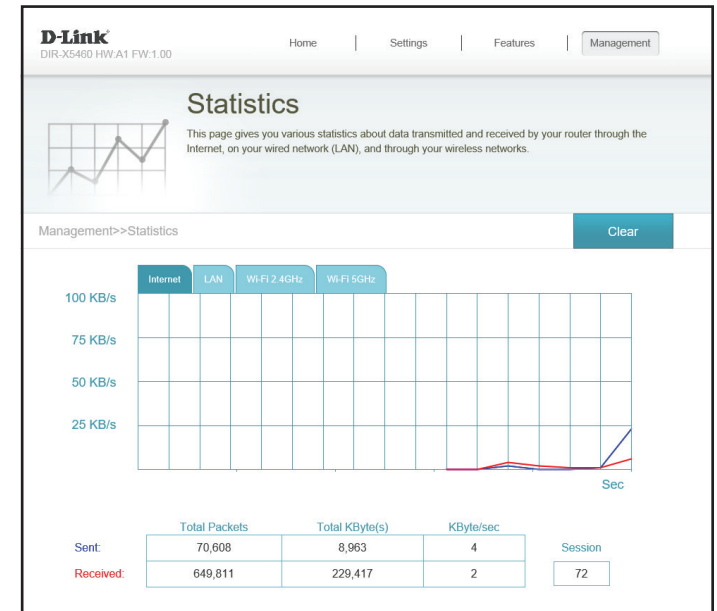 D-Link
DIR-X5460 HW:A1 FW:1.00
Home Settings Features Management
Statistics
This page gives you various statistics about data transmitted and received by your router through the
Internet, on your wired network (LAN), and through your wireless networks.
Management>>Statistics
Clear
Internet LAN Wi-Fi 2.4GHz Wi-Fi 5GHz
100 KB/s
75 KB/s
50 KB/s
25 KB/s
Sec
Total Packets Total KByte(s) KByte/sec
Sent: 70,608 8,963 4 Session
Received: 649,811 229,417 2 72